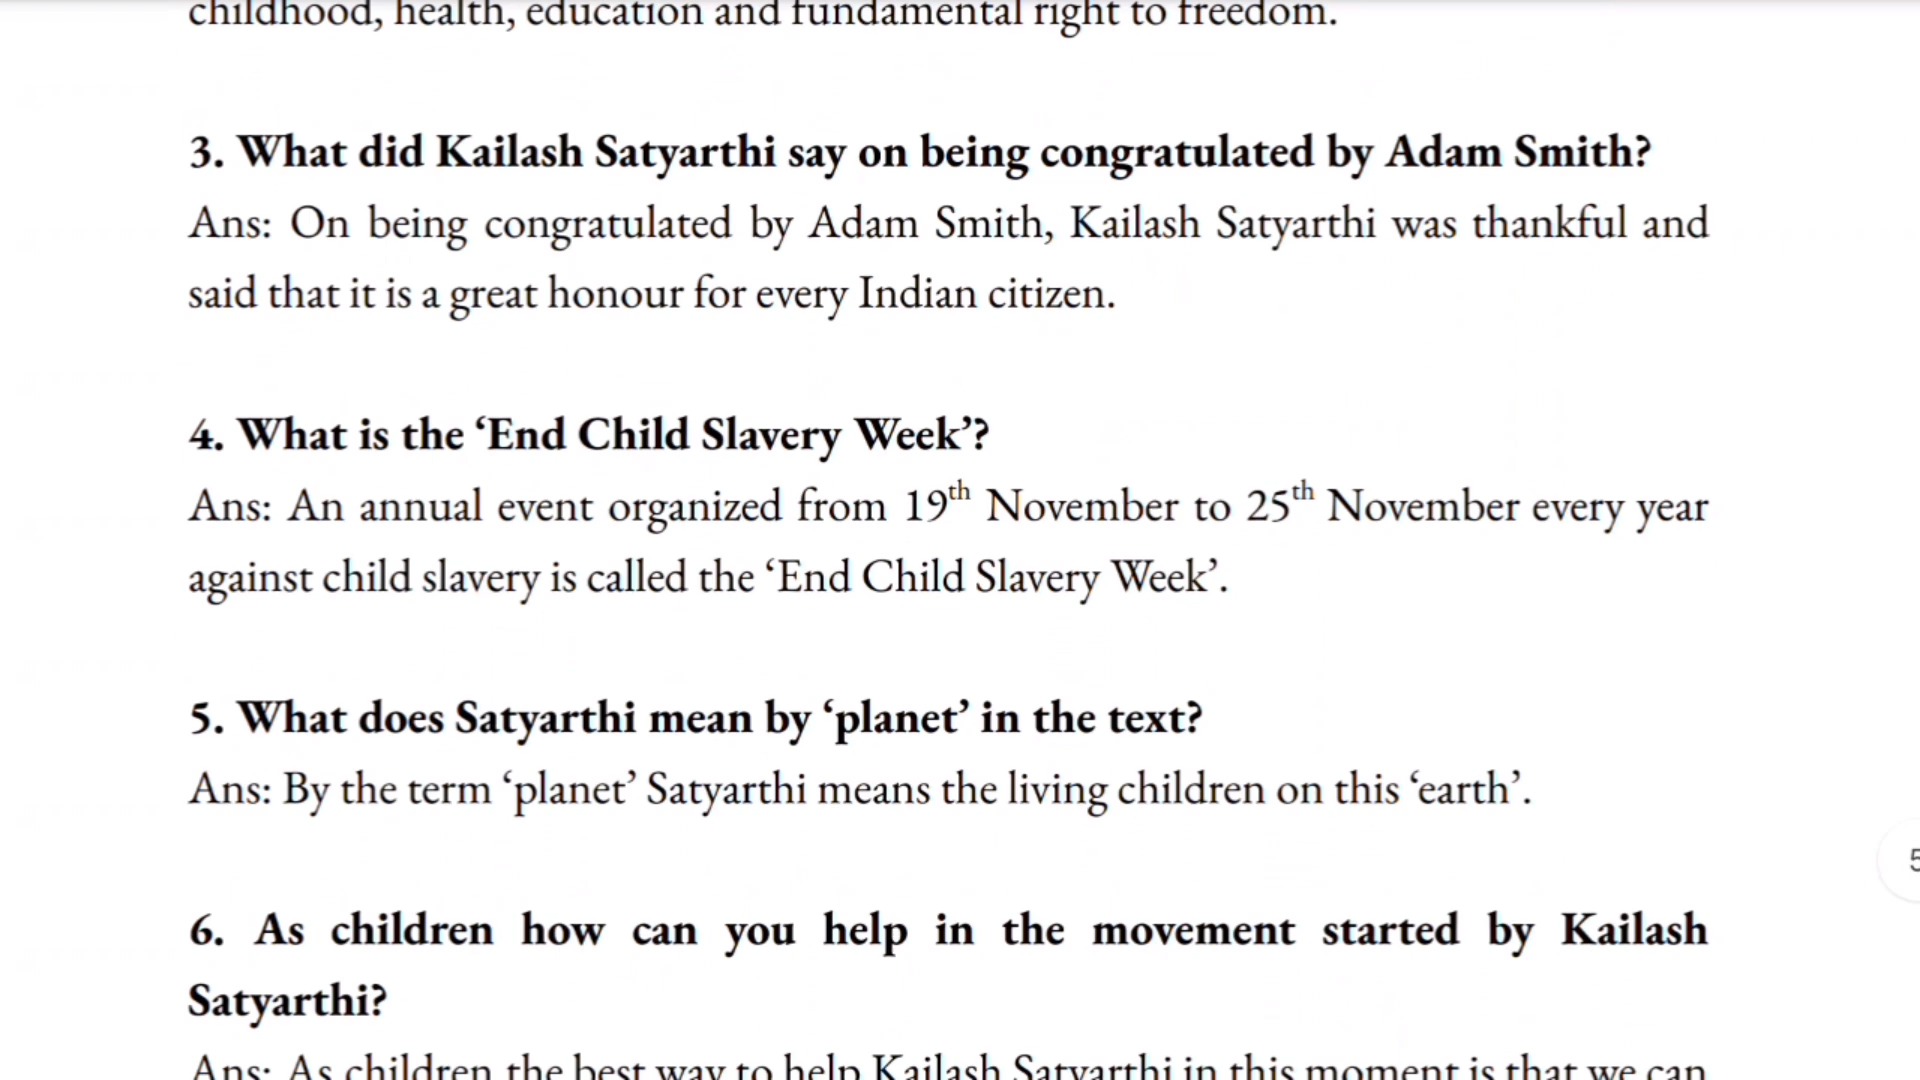 childhood, health, education and fundamental right to freedom.
3. What did Kailash Satyarthi say on being congratulated by Adam Smith?
Ans: On being congratulated by Adam Smith, Kailash Satyarthi was thankful and
said that it is a great honour for every Indian citizen.
4. What is the ‘End Child Slavery Week’?
Ans: An annual event organized from 19th November to 25th November every year
against child slavery is called the ‘End Child Slavery Week’.
5. What does Satyarthi mean by ‘planet’ in the text?
Ans: By the term ‘planet’ Satyarthi means the living children on this ‘earth’.
5
6. As children how can you help in the movement started by Kailash
Satyarthi?
Ans: As children the best way to help Kailash Satyarthi in this moment is that we can